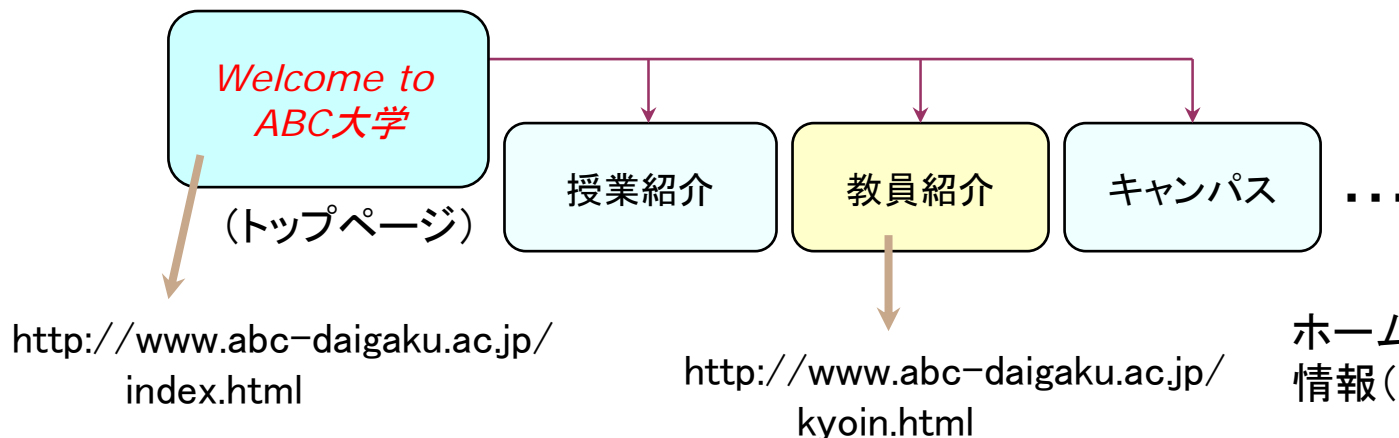 Welcome to
ABC大学
授業紹介
教員紹介
キャンパス
...
(トップページ)
http://www.abc-daigaku.ac.jp/
index.html
http://www.abc-daigaku.ac.jp/
kyoin.html
ホーム
情報(